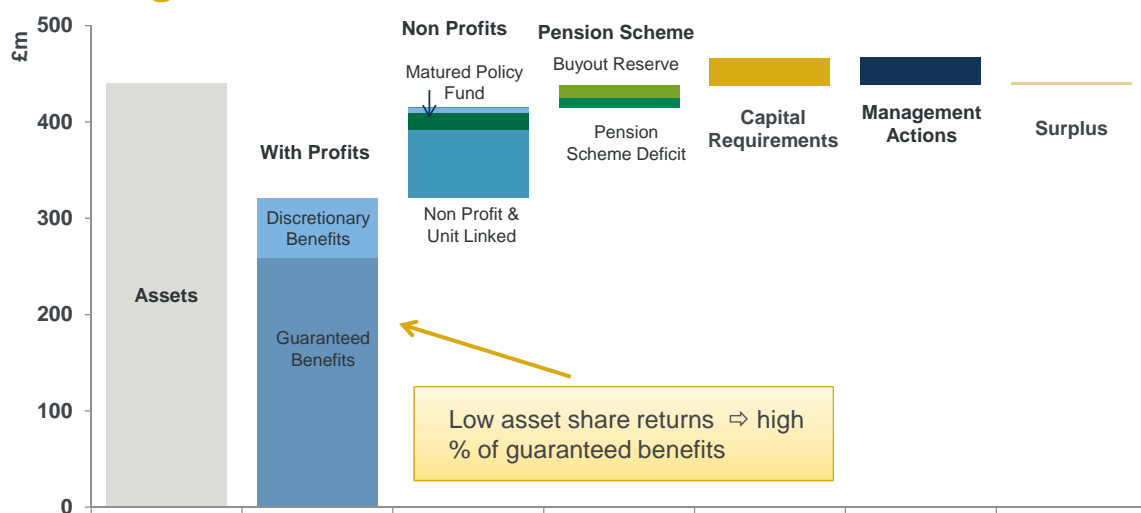 £m
500
400
300
200
100
0
Assets
With Profits
Discretionary
Benefits
Guaranteed
Benefits
Non Profits
Matured Policy
Fund
Non Profit &
Unit Linked
Pension Scheme
Buyout Reserve
Pension
Scheme Deficit
Capital
Requirements
Management
Actions
Surplus
Low asset share returns ⇨ high
% of guaranteed benefits